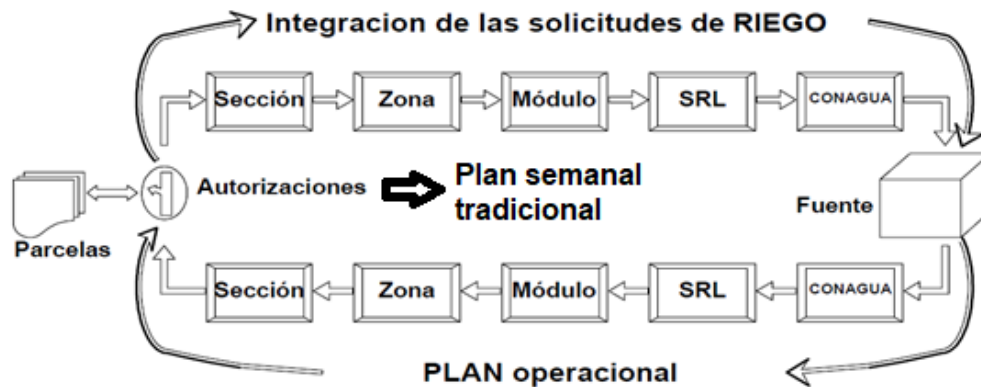 Integracion de las solicitudes de RIEGO
Sección
Zona
Módulo
SRL
CONAGUA
Autorizaciones
Plan semanal
tradicional
Fuente
Parcelas
Sección
Zona
Módulo
SRL
CONAGUA
PLAN operacional